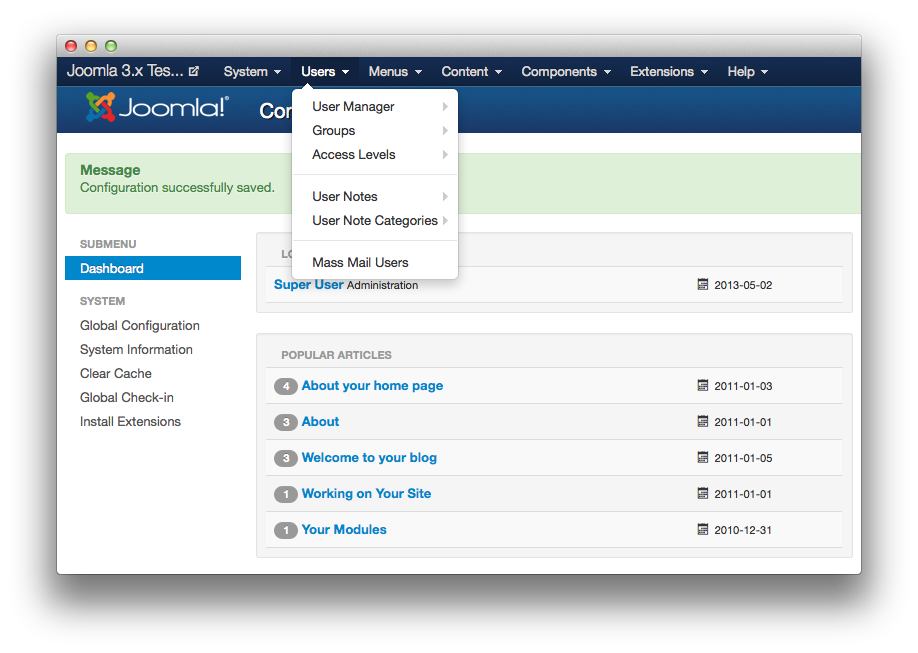 Joomla 3.x Tes... System Users Menus Content Components Extensions Help
Joomla!®
User Manager
Groups
Access Levels
User Notes
User Note Categories
Mass Mail Users
Message
Configuration successfully saved.
SUBMENU
Dashboard
SYSTEM
Global Configuration
System Information
Clear Cache
Global Check-in
Install Extensions
Super User Administration 2013-05-02
POPULAR ARTICLES
4 About your home page 2011-01-03
3 About 2011-01-01
3 Welcome to your blog 2011-01-05
1 Working on Your Site 2011-01-01
1 Your Modules 2010-12-31